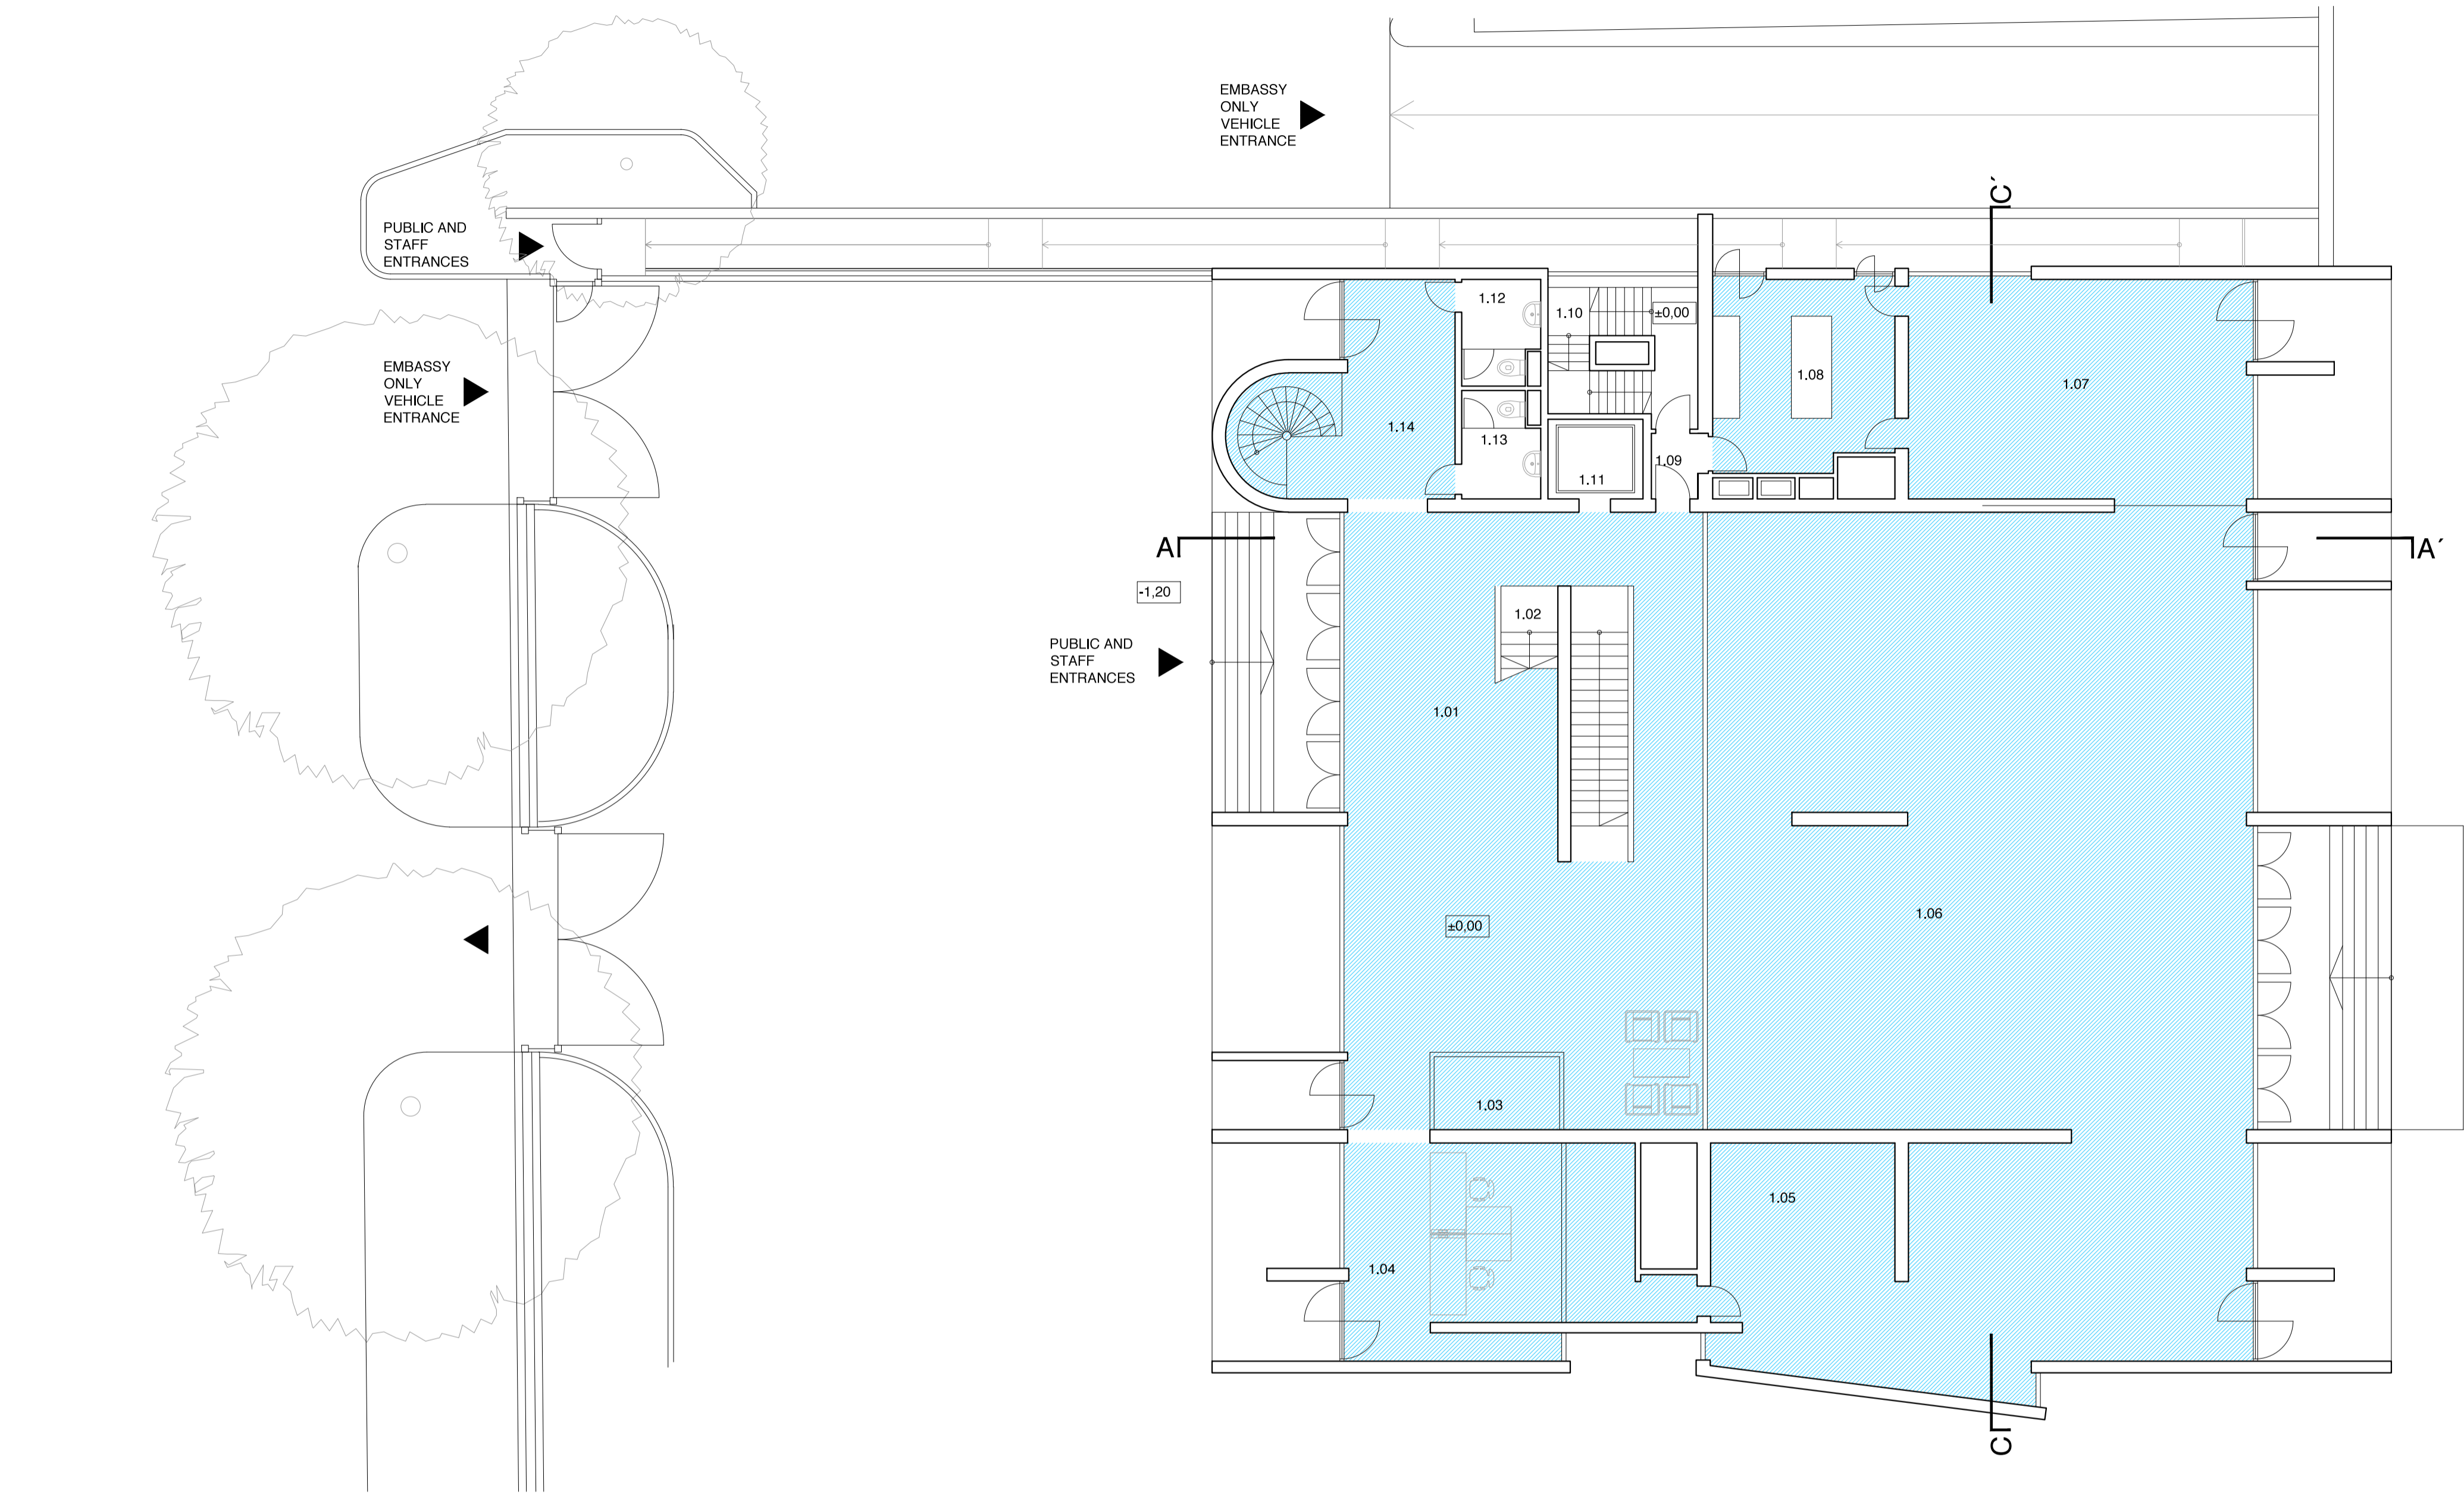 EMBASSY
ONLY
VEHICLE
ENTRANCE
C´
PUBLIC AND
STAFF
ENTRANCES
1.12
1.10
±0,00
EMBASSY
ONLY
VEHICLE
ENTRANCE
1.08
1.07
1.14
1.13
1.09
1.11
A
A´
-1,20
1.02
PUBLIC AND
STAFF
ENTRANCES
1.01
1.06
±0,00
1.03
1.05
1.04
C